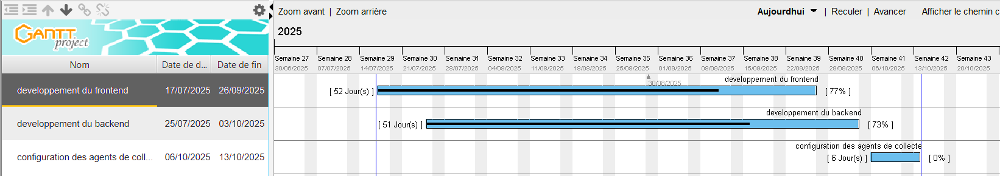 Zoom avant | Zoom arrière
Aujourdhui | Reculer | Avancer
Afficher le chemin c
GANTT
project
2025
Semaine 27 Semaine 28 Semaine 29 Semaine 30 Semaine 31 Semaine 32 Semaine 33 Semaine 34 Semaine 35 Semaine 36 Semaine 37 Semaine 38 Semaine 39 Semaine 40 Semaine 41 Semaine 42 Semaine 43
30/06/2025 07/07/2025 14/07/2025 21/07/2025 28/07/2025 04/08/2025 11/08/2025 18/08/2025 25/08/2025 01/09/2025 08/09/2025 15/09/2025 22/09/2025 29/09/2025 06/10/2025 13/10/2025 20/10/2025
Nom Date de d... Date de fin
30/08/2025
developpement du frontend
developpement du frontend 17/07/2025 26/09/2025
[ 52 Jour(s) ] [ 77% ]
developpement du backend
developpement du backend 25/07/2025 03/10/2025
[ 51 Jour(s) ] [ 73% ]
configuration des agents de collecte
configuration des agents de coll... 06/10/2025 13/10/2025
[ 6 Jour(s) ] [ 0% ]